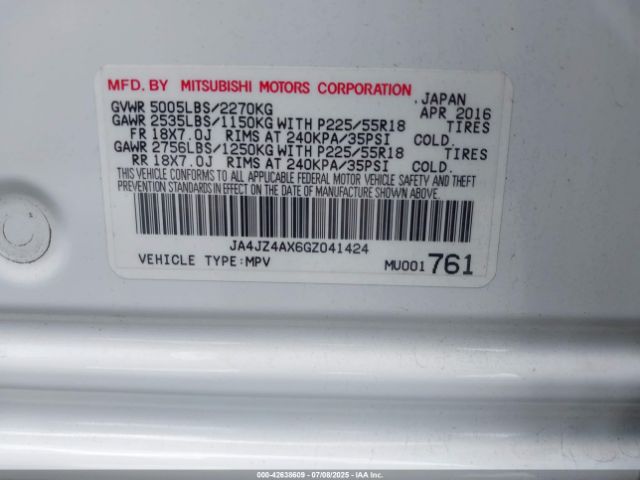 MFD. BY MITSUBISHI MOTORS CORPORATION
GVWR 5005LBS/2270KG , JAPAN
APR 2016
GAWR 2535LBS/1150KG WITH P225/55R18 TIRES
FR 18X7.0J RIMS AT 240KPA/35PSI COLD.
GAWR 2756LBS/1250KG WITH P225/55R18 TIRES
RR 18X7.0J RIMS AT 240KPA/35PSI COLD.
THIS VEHICLE CONFORMS TO ALL APPLICABLE FEDERAL MOTOR VEHICLE SAFETY AND THEFT
PREVENTION STANDARDS IN EFFECT ON THE DATE OF MANUFACTURE SHOWN ABOVE.
JA4JZ4AX6GZ041424
VEHICLE TYPE:MPV MU001 761
000-42638609 - 07/08/2025 - IAAI.COM